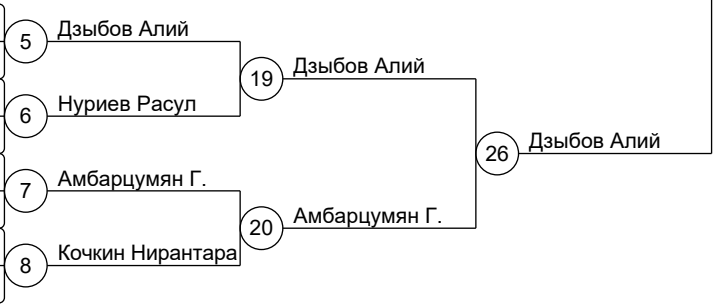 5 Дзыбов Алий
19 Дзыбов Алий
6 Нуриев Расул
26 Дзыбов Алий
7 Амбарцумян Г.
20 Амбарцумян Г.
8 Кочкин Нирантара